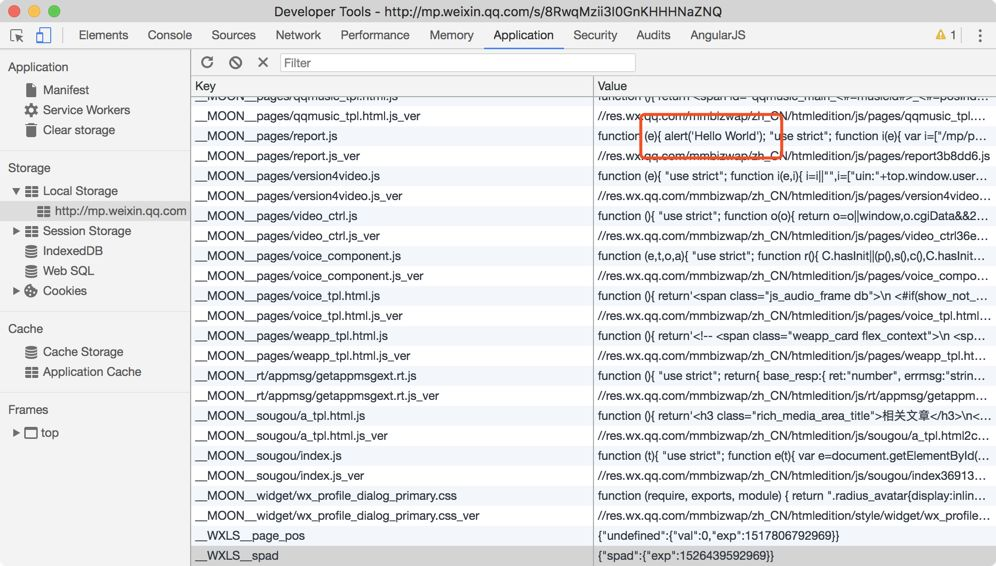 Developer Tools - http://mp.weixin.qq.com/s/8RwqMzii3I0GnKHHHNaZNQ
Elements Console Sources Network Performance Memory Application Security Audits AngularJS 1
Application
Manifest
Service Workers
Clear storage
Storage
Local Storage
http://mp.weixin.qq.com
Session Storage
IndexedDB
Web SQL
Cookies
Cache
Cache Storage
Application Cache
Frames
top
Filter
Key Value
__MOON__pages/qqmusic_tpl.html.js
__MOON__pages/qqmusic_tpl.html.js_ver //res.wx.qq.com/mmbizwap/zh_CN/htmledition/js/pages/qqmusic_tpl.…
__MOON__pages/report.js function (e){ alert('Hello World'); "use strict"; function i(e){ var i=["/mp/p…
__MOON__pages/report.js_ver //res.wx.qq.com/mmbizwap/zh_CN/htmledition/js/pages/report3b8dd6.js
__MOON__pages/version4video.js function (e){ "use strict"; function i(e,i){ i=i||"",i=["uin:"+top.window.user…
__MOON__pages/version4video.js_ver //res.wx.qq.com/mmbizwap/zh_CN/htmledition/js/pages/version4video…
__MOON__pages/video_ctrl.js function (){ "use strict"; function o(o){ return o=o||window,o.cgiData&&2…
__MOON__pages/video_ctrl.js_ver //res.wx.qq.com/mmbizwap/zh_CN/htmledition/js/pages/video_ctrl36e…
__MOON__pages/voice_component.js function (e,t,o,a){ "use strict"; function r(){ C.hasInit||(p(),s(),c(),C.hasInit…
__MOON__pages/voice_component.js_ver //res.wx.qq.com/mmbizwap/zh_CN/htmledition/js/pages/voice_compo…
__MOON__pages/voice_tpl.html.js function (){ return'<span class="js_audio_frame db">\n <#if(show_not_…
__MOON__pages/voice_tpl.html.js_ver //res.wx.qq.com/mmbizwap/zh_CN/htmledition/js/pages/voice_tpl.html…
__MOON__pages/weapp_tpl.html.js function (){ return'<!-- <span class="weapp_card flex_context">\n <sp…
__MOON__pages/weapp_tpl.html.js_ver //res.wx.qq.com/mmbizwap/zh_CN/htmledition/js/pages/weapp_tpl.ht…
__MOON__rt/appmsg/getappmsgext.rt.js function (){ "use strict"; return{ base_resp:{ ret:"number", errmsg:"strin…
__MOON__rt/appmsg/getappmsgext.rt.js_ver //res.wx.qq.com/mmbizwap/zh_CN/htmledition/js/rt/appmsg/getappm…
__MOON__sougou/a_tpl.html.js function (){ return'<h3 class="rich_media_area_title">相关文章</h3>\n<…
__MOON__sougou/a_tpl.html.js_ver //res.wx.qq.com/mmbizwap/zh_CN/htmledition/js/sougou/a_tpl.html2c…
__MOON__sougou/index.js function (t){ "use strict"; function e(t){ var e=document.getElementById(…
__MOON__sougou/index.js_ver //res.wx.qq.com/mmbizwap/zh_CN/htmledition/js/sougou/index36913…
__MOON__widget/wx_profile_dialog_primary.css function (require, exports, module) { return ".radius_avatar{display:inlin…
__MOON__widget/wx_profile_dialog_primary.css_ver //res.wx.qq.com/mmbizwap/zh_CN/htmledition/style/widget/wx_profile…
__WXLS__page_pos {"undefined":{"val":0,"exp":1517806792969}}
__WXLS__spad {"spad":{"exp":1526439592969}}